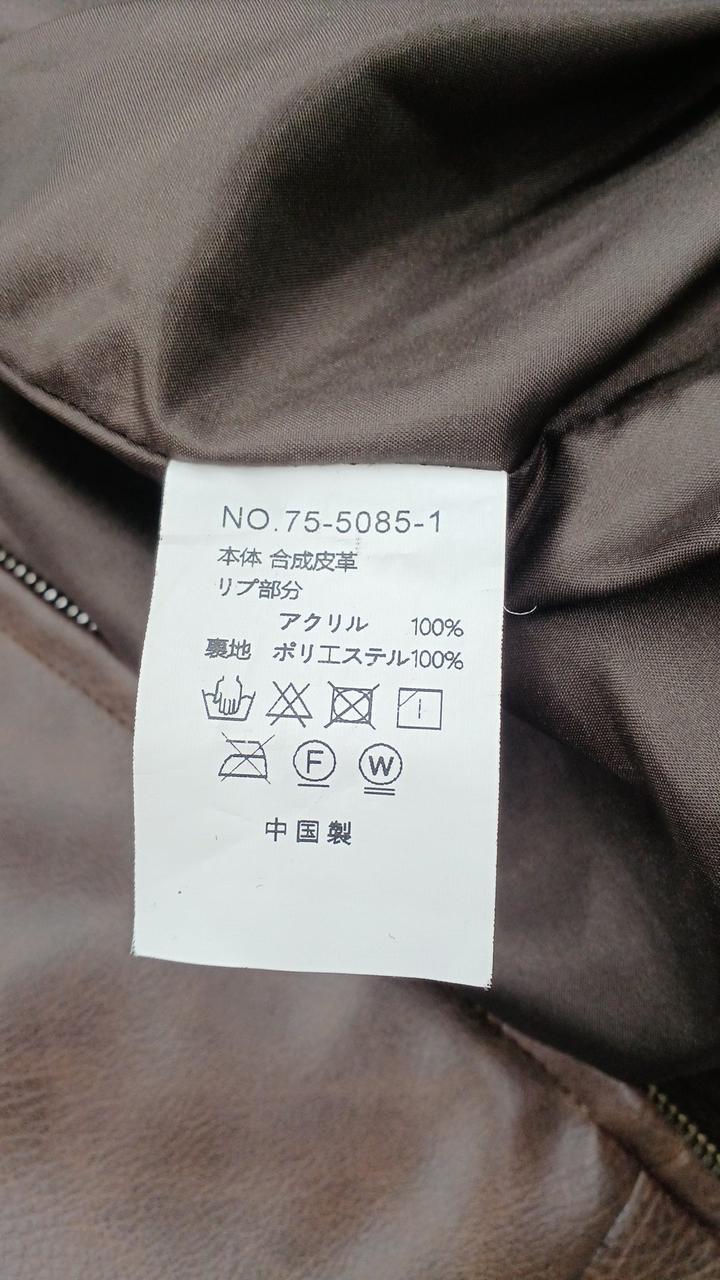 NO.75-5085-1
本体 合成皮革
リブ部分
アクリル 100%
裏地 ポリエステル100%
F W
中国製